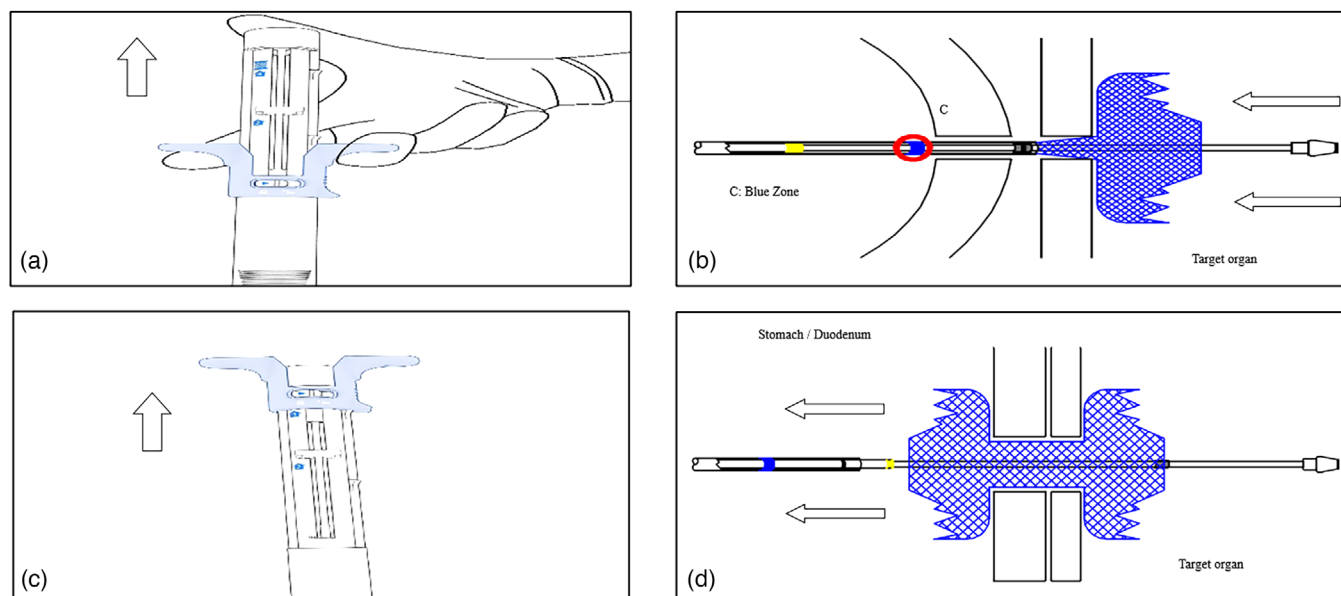 (a)
C
C: Blue Zone
Target organ
(b)
(c)
Stomach / Duodenum
Target organ
(d)